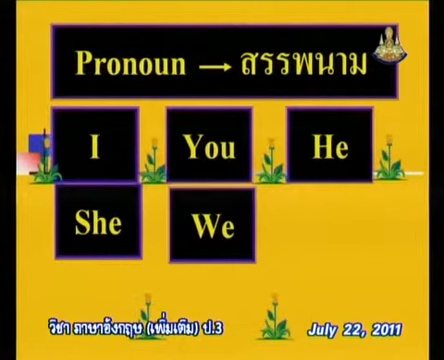 Pronoun → สรรพนาม
I
You
He
She
We
วิชา ภาษาอังกฤษ (เพิ่มเติม) ป.3
July 22, 2011